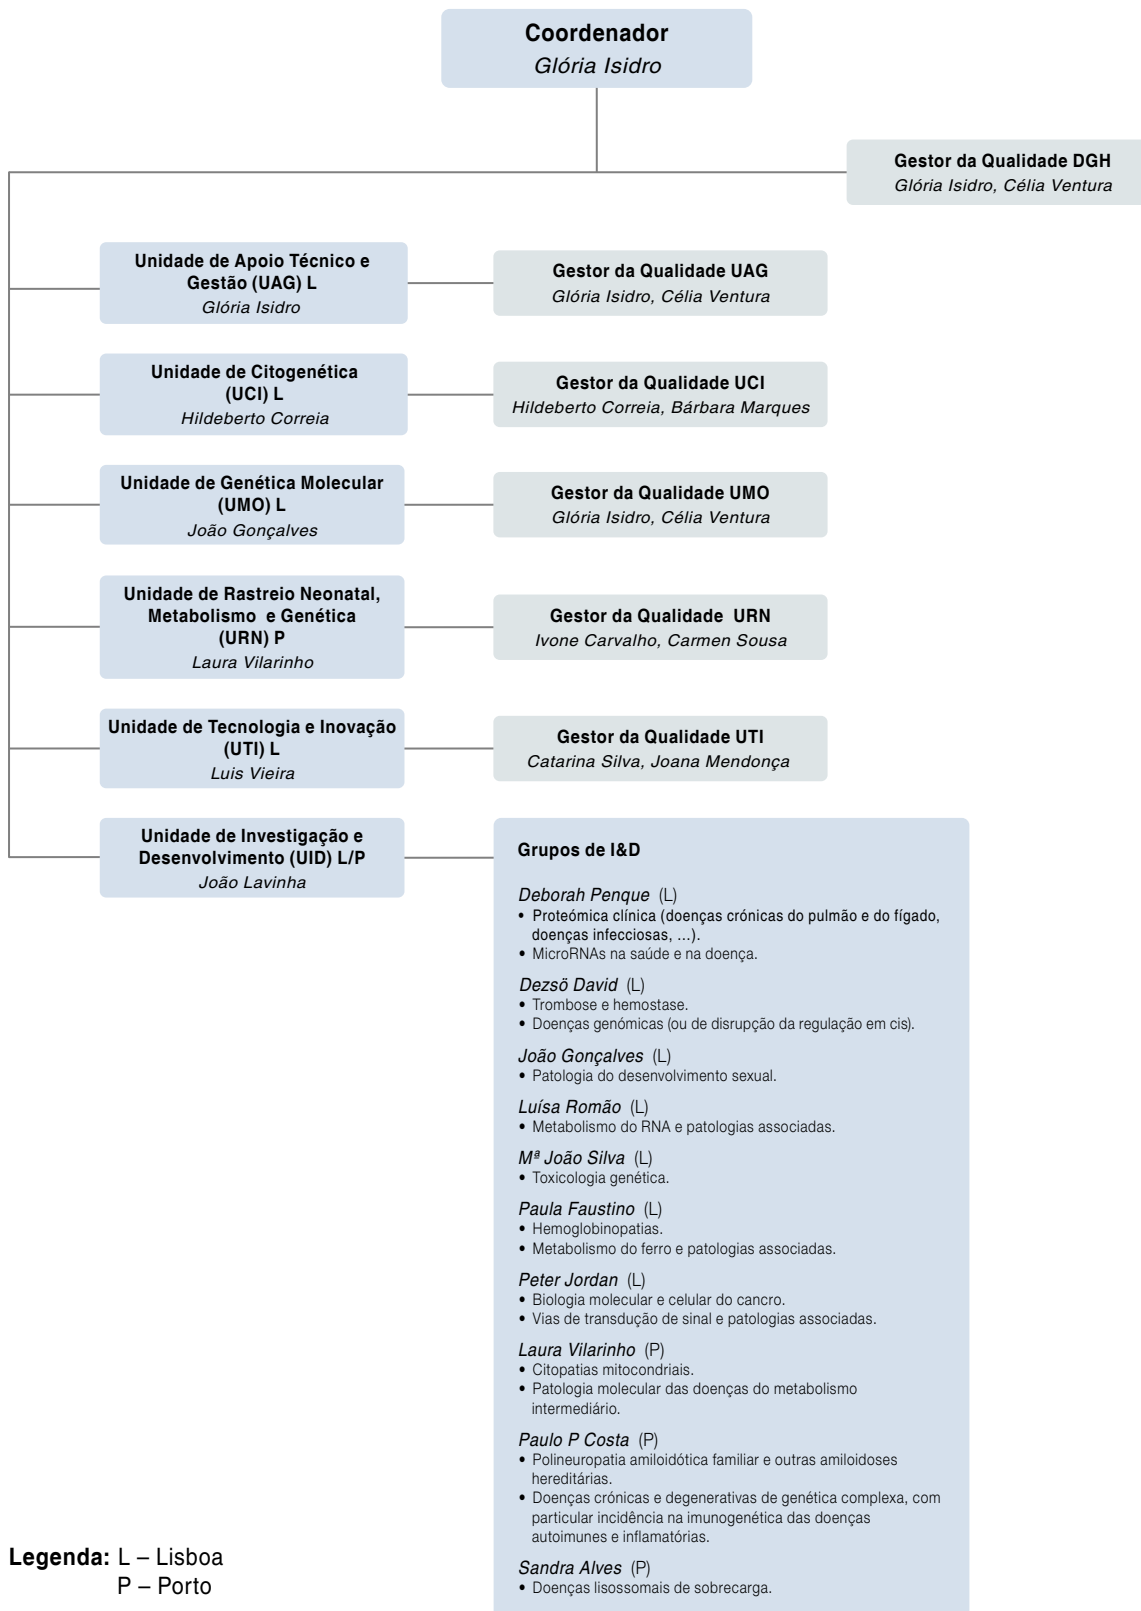 Coordenador
Glória Isidro
Gestor da Qualidade DGH
Glória Isidro, Célia Ventura
Unidade de Apoio Técnico e
Gestão (UAG) L
Glória Isidro
Gestor da Qualidade UAG
Glória Isidro, Célia Ventura
Unidade de Citogenética
(UCI) L
Hildeberto Correia
Gestor da Qualidade UCI
Hildeberto Correia, Bárbara Marques
Unidade de Genética Molecular
(UMO) L
João Gonçalves
Gestor da Qualidade UMO
Glória Isidro, Célia Ventura
Unidade de Rastreio Neonatal,
Metabolismo e Genética
(URN) P
Laura Vilarinho
Gestor da Qualidade URN
Ivone Carvalho, Carmen Sousa
Unidade de Tecnologia e Inovação
(UTI) L
Luis Vieira
Gestor da Qualidade UTI
Catarina Silva, Joana Mendonça
Unidade de Investigação e
Desenvolvimento (UID) L/P
João Lavinha
Grupos de I&D
Deborah Penque (L)
• Proteómica clínica (doenças crónicas do pulmão e do fígado,
doenças infecciosas, ...).
• MicroRNAs na saúde e na doença.
Dezsö David (L)
• Trombose e hemostase.
• Doenças genómicas (ou de disrupção da regulação em cis).
João Gonçalves (L)
• Patologia do desenvolvimento sexual.
Luísa Romão (L)
• Metabolismo do RNA e patologias associadas.
Mª João Silva (L)
• Toxicologia genética.
Paula Faustino (L)
• Hemoglobinopatias.
• Metabolismo do ferro e patologias associadas.
Peter Jordan (L)
• Biologia molecular e celular do cancro.
• Vias de transdução de sinal e patologias associadas.
Laura Vilarinho (P)
• Citopatias mitocondriais.
• Patologia molecular das doenças do metabolismo
intermediário.
Paulo P Costa (P)
• Polineuropatia amiloidótica familiar e outras amiloidoses
hereditárias.
• Doenças crónicas e degenerativas de genética complexa, com
particular incidência na imunogenética das doenças
autoimunes e inflamatórias.
Sandra Alves (P)
• Doenças lisossomais de sobrecarga.
Legenda: L – Lisboa
P – Porto